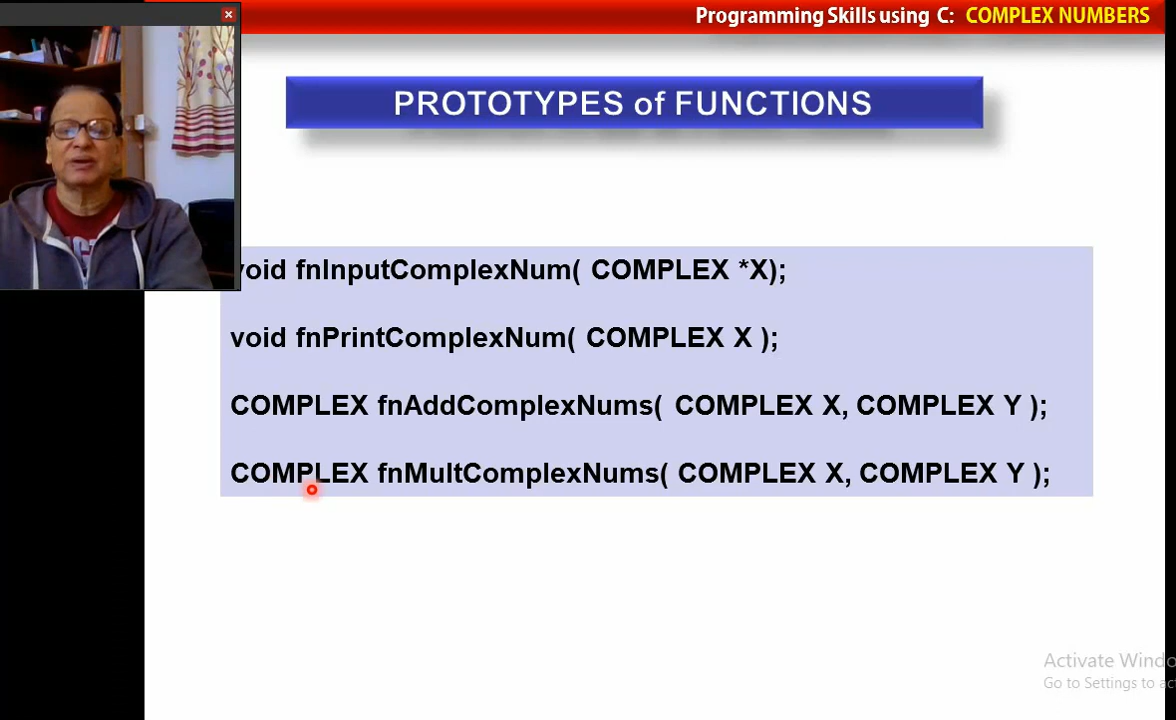 Programming Skills using C: COMPLEX NUMBERS
PROTOTYPES of FUNCTIONS
void fnInputComplexNum( COMPLEX *X);
void fnPrintComplexNum( COMPLEX X );
COMPLEX fnAddComplexNums( COMPLEX X, COMPLEX Y );
COMPLEX fnMultComplexNums( COMPLEX X, COMPLEX Y );
Activate Windo
Go to Settings to ac